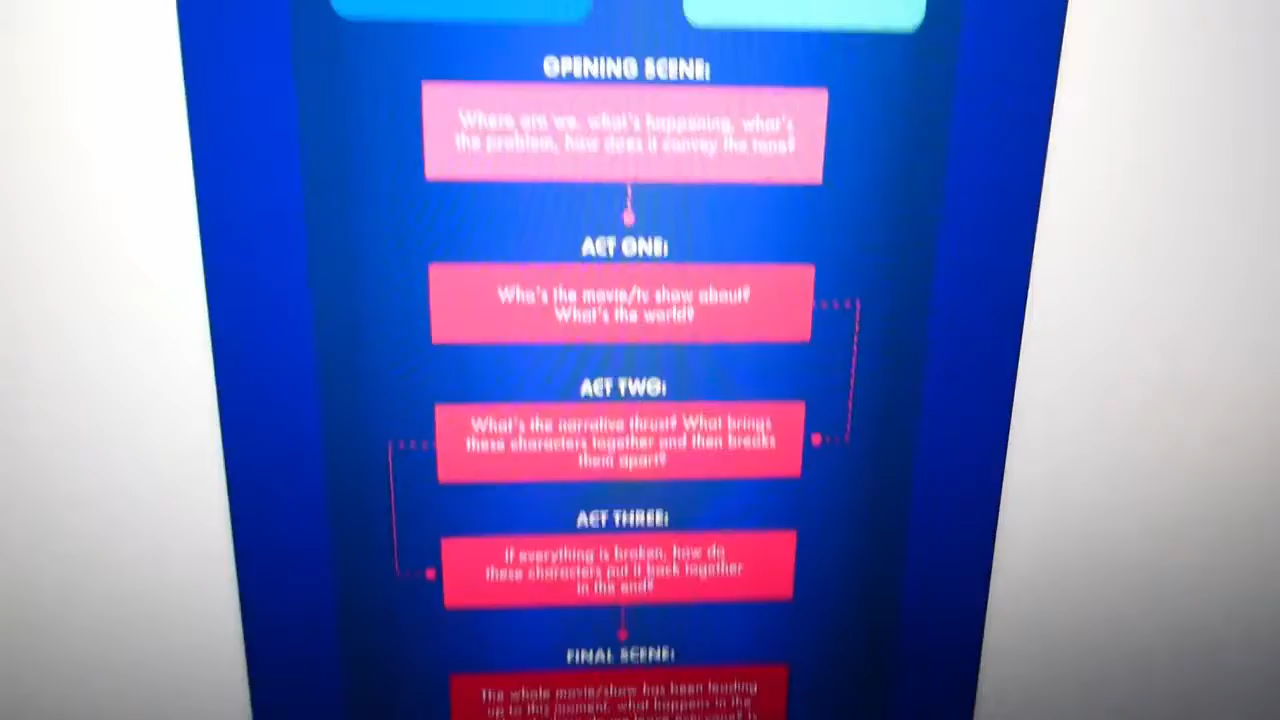 OPENING SCENE:
Where are we, what's happening, what's
the problem, how does it convey the tone?
ACT ONE:
Who's the movie/tv show about?
What's the world?
ACT TWO:
What's the narrative thrust? What brings
these characters together and then breaks
them apart?
ACT THREE:
If everything is broken, how do
these characters put it back together
in the end?
FINAL SCENE:
The whole movie/show has been leading
up to this moment, what happens in the